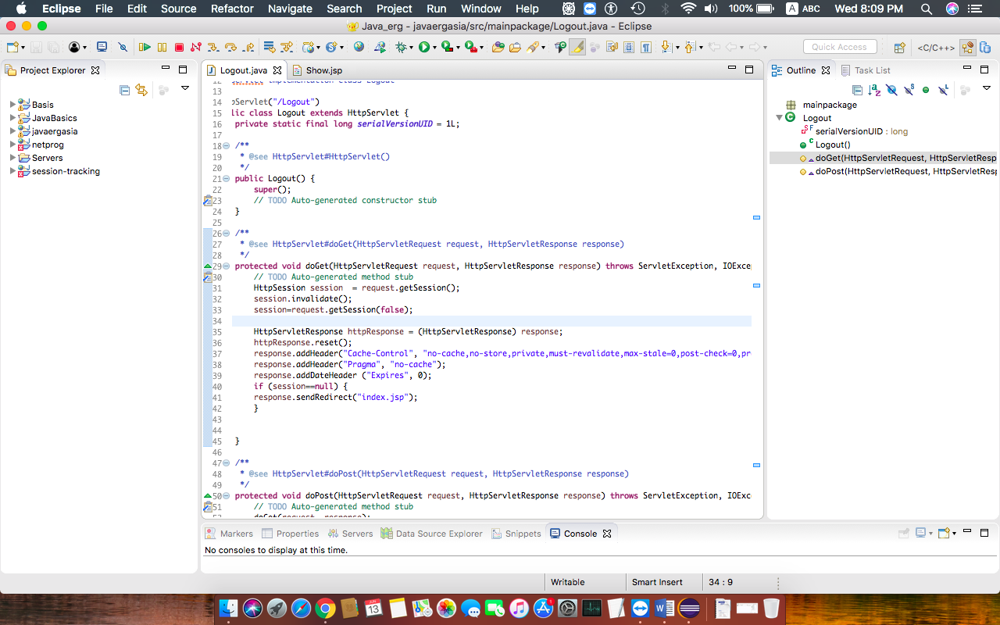 Eclipse File Edit Source Refactor Navigate Search Project Run Window Help 100% A ABC Wed 8:09 PM
Java_erg - javaergasia/src/mainpackage/Logout.java - Eclipse
Quick Access
<C/C++>
Project Explorer
Basis
JavaBasics
javaergasia
netprog
Servers
session-tracking
Logout.java
Show.jsp
12 servlet implementation class Logout
13
14 oServlet("/Logout")
15 lic class Logout extends HttpServlet {
16 private static final long serialVersionUID = 1L;
17
18 /**
19 * @see HttpServlet#HttpServlet()
20 */
21 public Logout() {
22 super();
23 // TODO Auto-generated constructor stub
24 }
25
26 /**
27 * @see HttpServlet#doGet(HttpServletRequest request, HttpServletResponse response)
28 */
29 protected void doGet(HttpServletRequest request, HttpServletResponse response) throws ServletException, IOExce
30 // TODO Auto-generated method stub
31 HttpSession session = request.getSession();
32 session.invalidate();
33 session=request.getSession(false);
34
35 HttpServletResponse httpResponse = (HttpServletResponse) response;
36 httpResponse.reset();
37 response.addHeader("Cache-Control", "no-cache,no-store,private,must-revalidate,max-stale=0,post-check=0,pr
38 response.addHeader("Pragma", "no-cache");
39 response.addDateHeader ("Expires", 0);
40 if (session==null) {
41 response.sendRedirect("index.jsp");
42 }
43
44
45 }
46
47 /**
48 * @see HttpServlet#doPost(HttpServletRequest request, HttpServletResponse response)
49 */
50 protected void doPost(HttpServletRequest request, HttpServletResponse response) throws ServletException, IOExc
51 // TODO Auto-generated method stub
52 doGet(request, response);
Outline
Task List
mainpackage
Logout
serialVersionUID : long
Logout()
doGet(HttpServletRequest, HttpServletResp
doPost(HttpServletRequest, HttpServletResp
Markers
Properties
Servers
Data Source Explorer
Snippets
Console
No consoles to display at this time.
Writable
Smart Insert
34 : 9
13